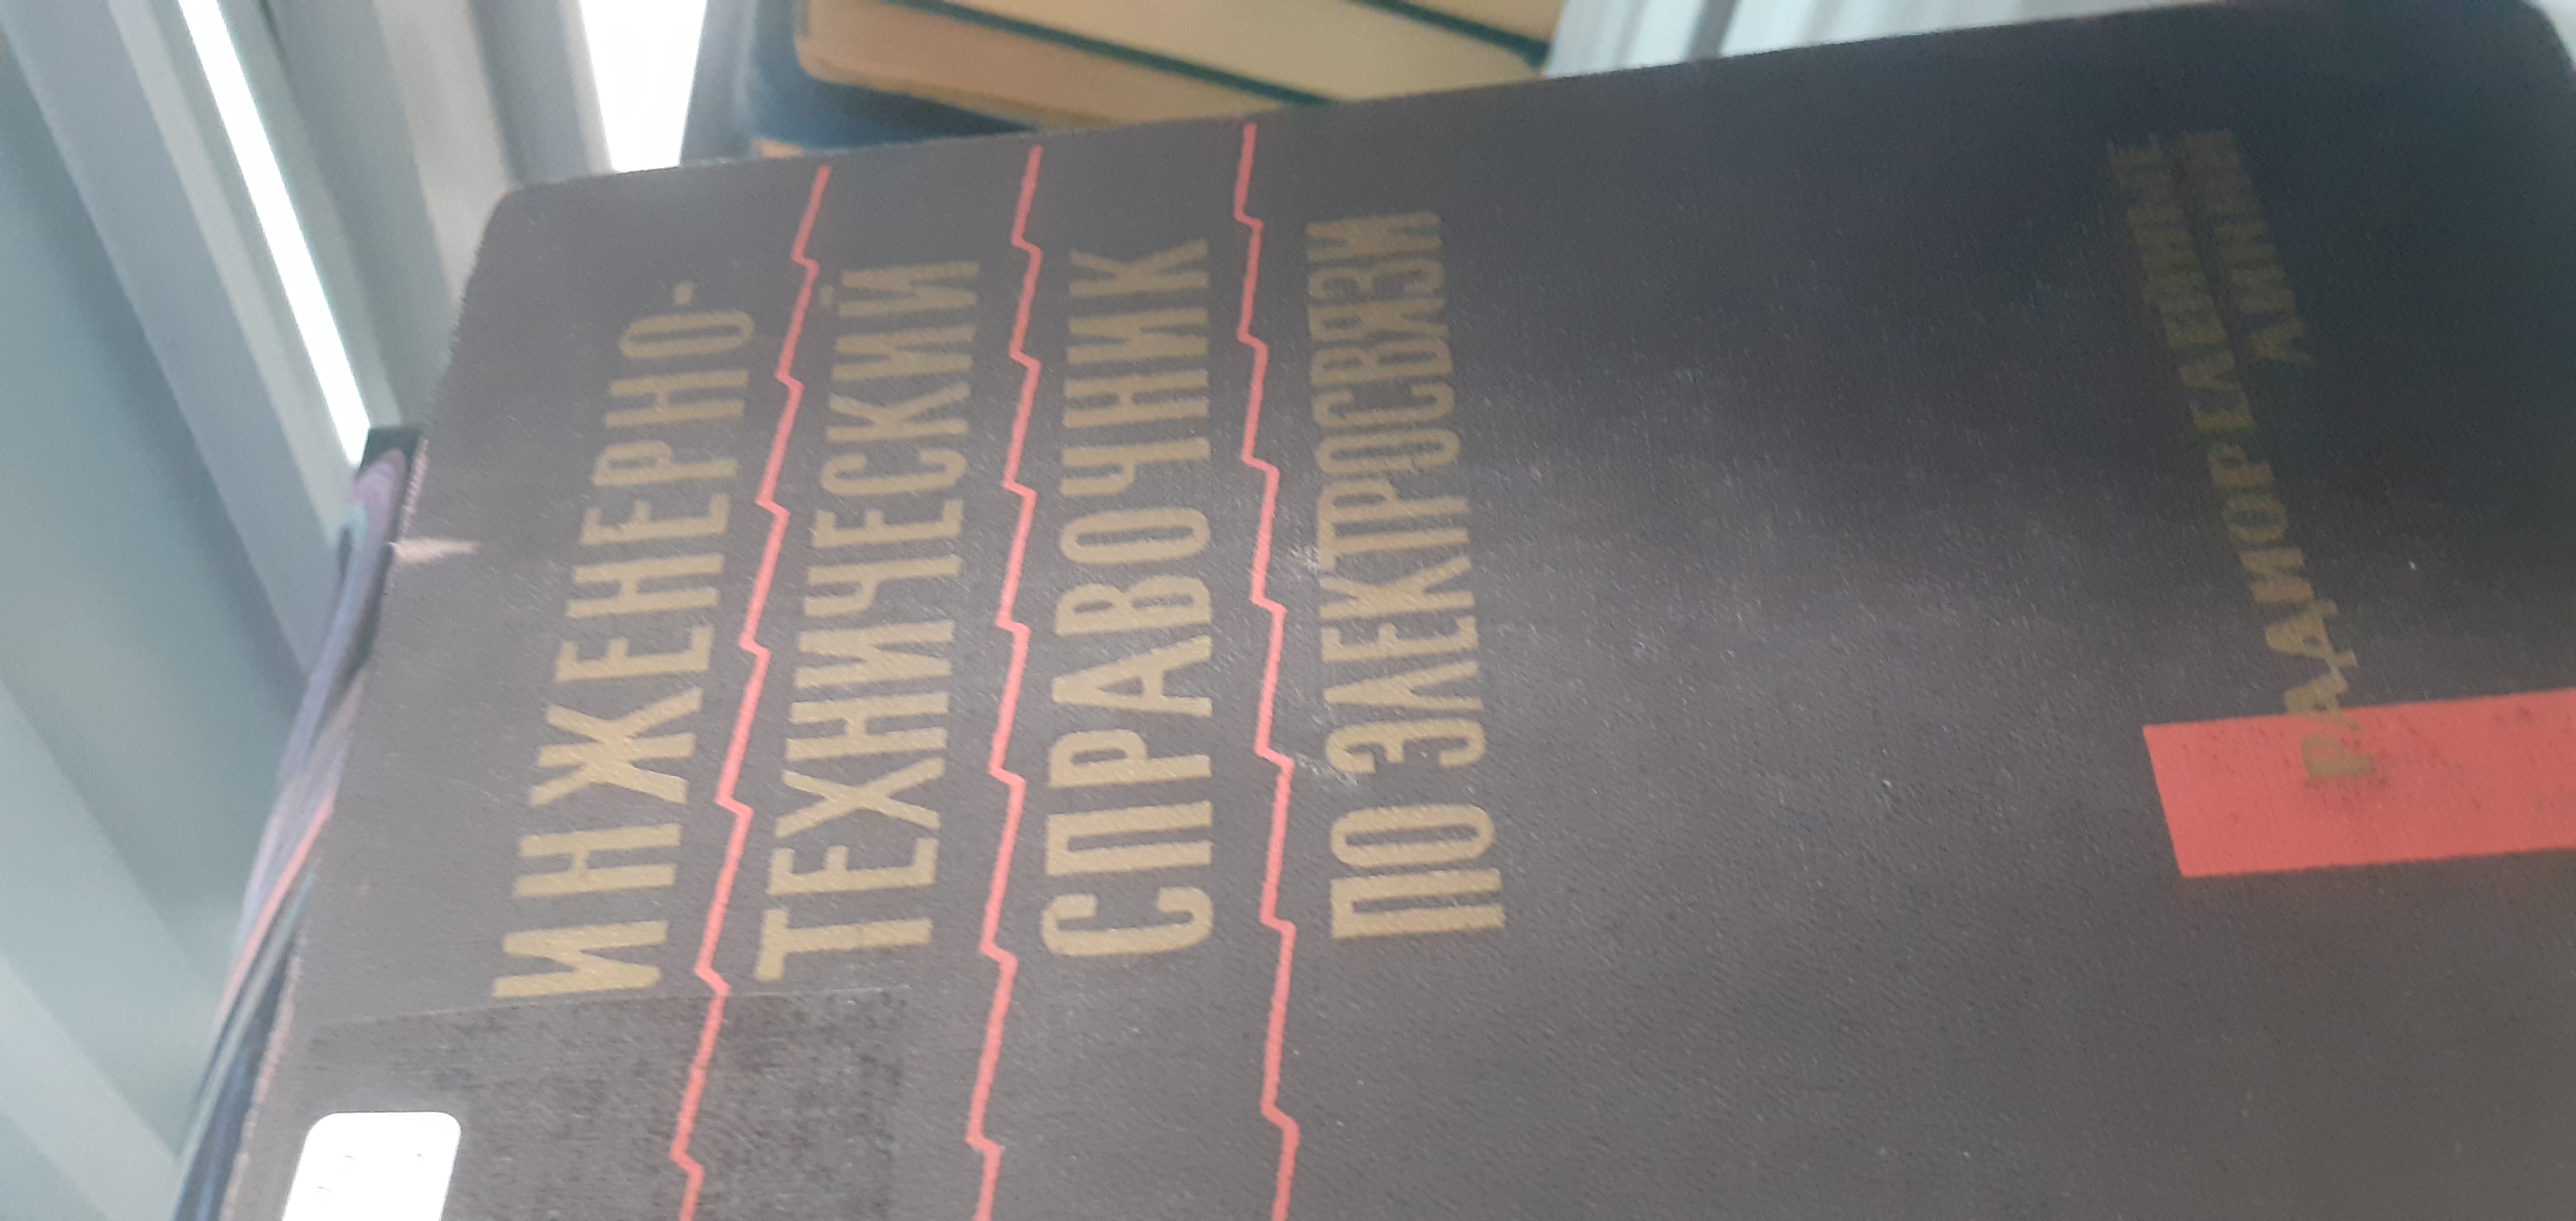 ИНЖЕНЕРНО-
ТЕХНИЧЕСКИЙ
СПРАВОЧНИК
ПО ЭЛЕКТРОСВЯЗИ
РАДИОРЕЛЕЙНЫЕ
ЛИНИИ